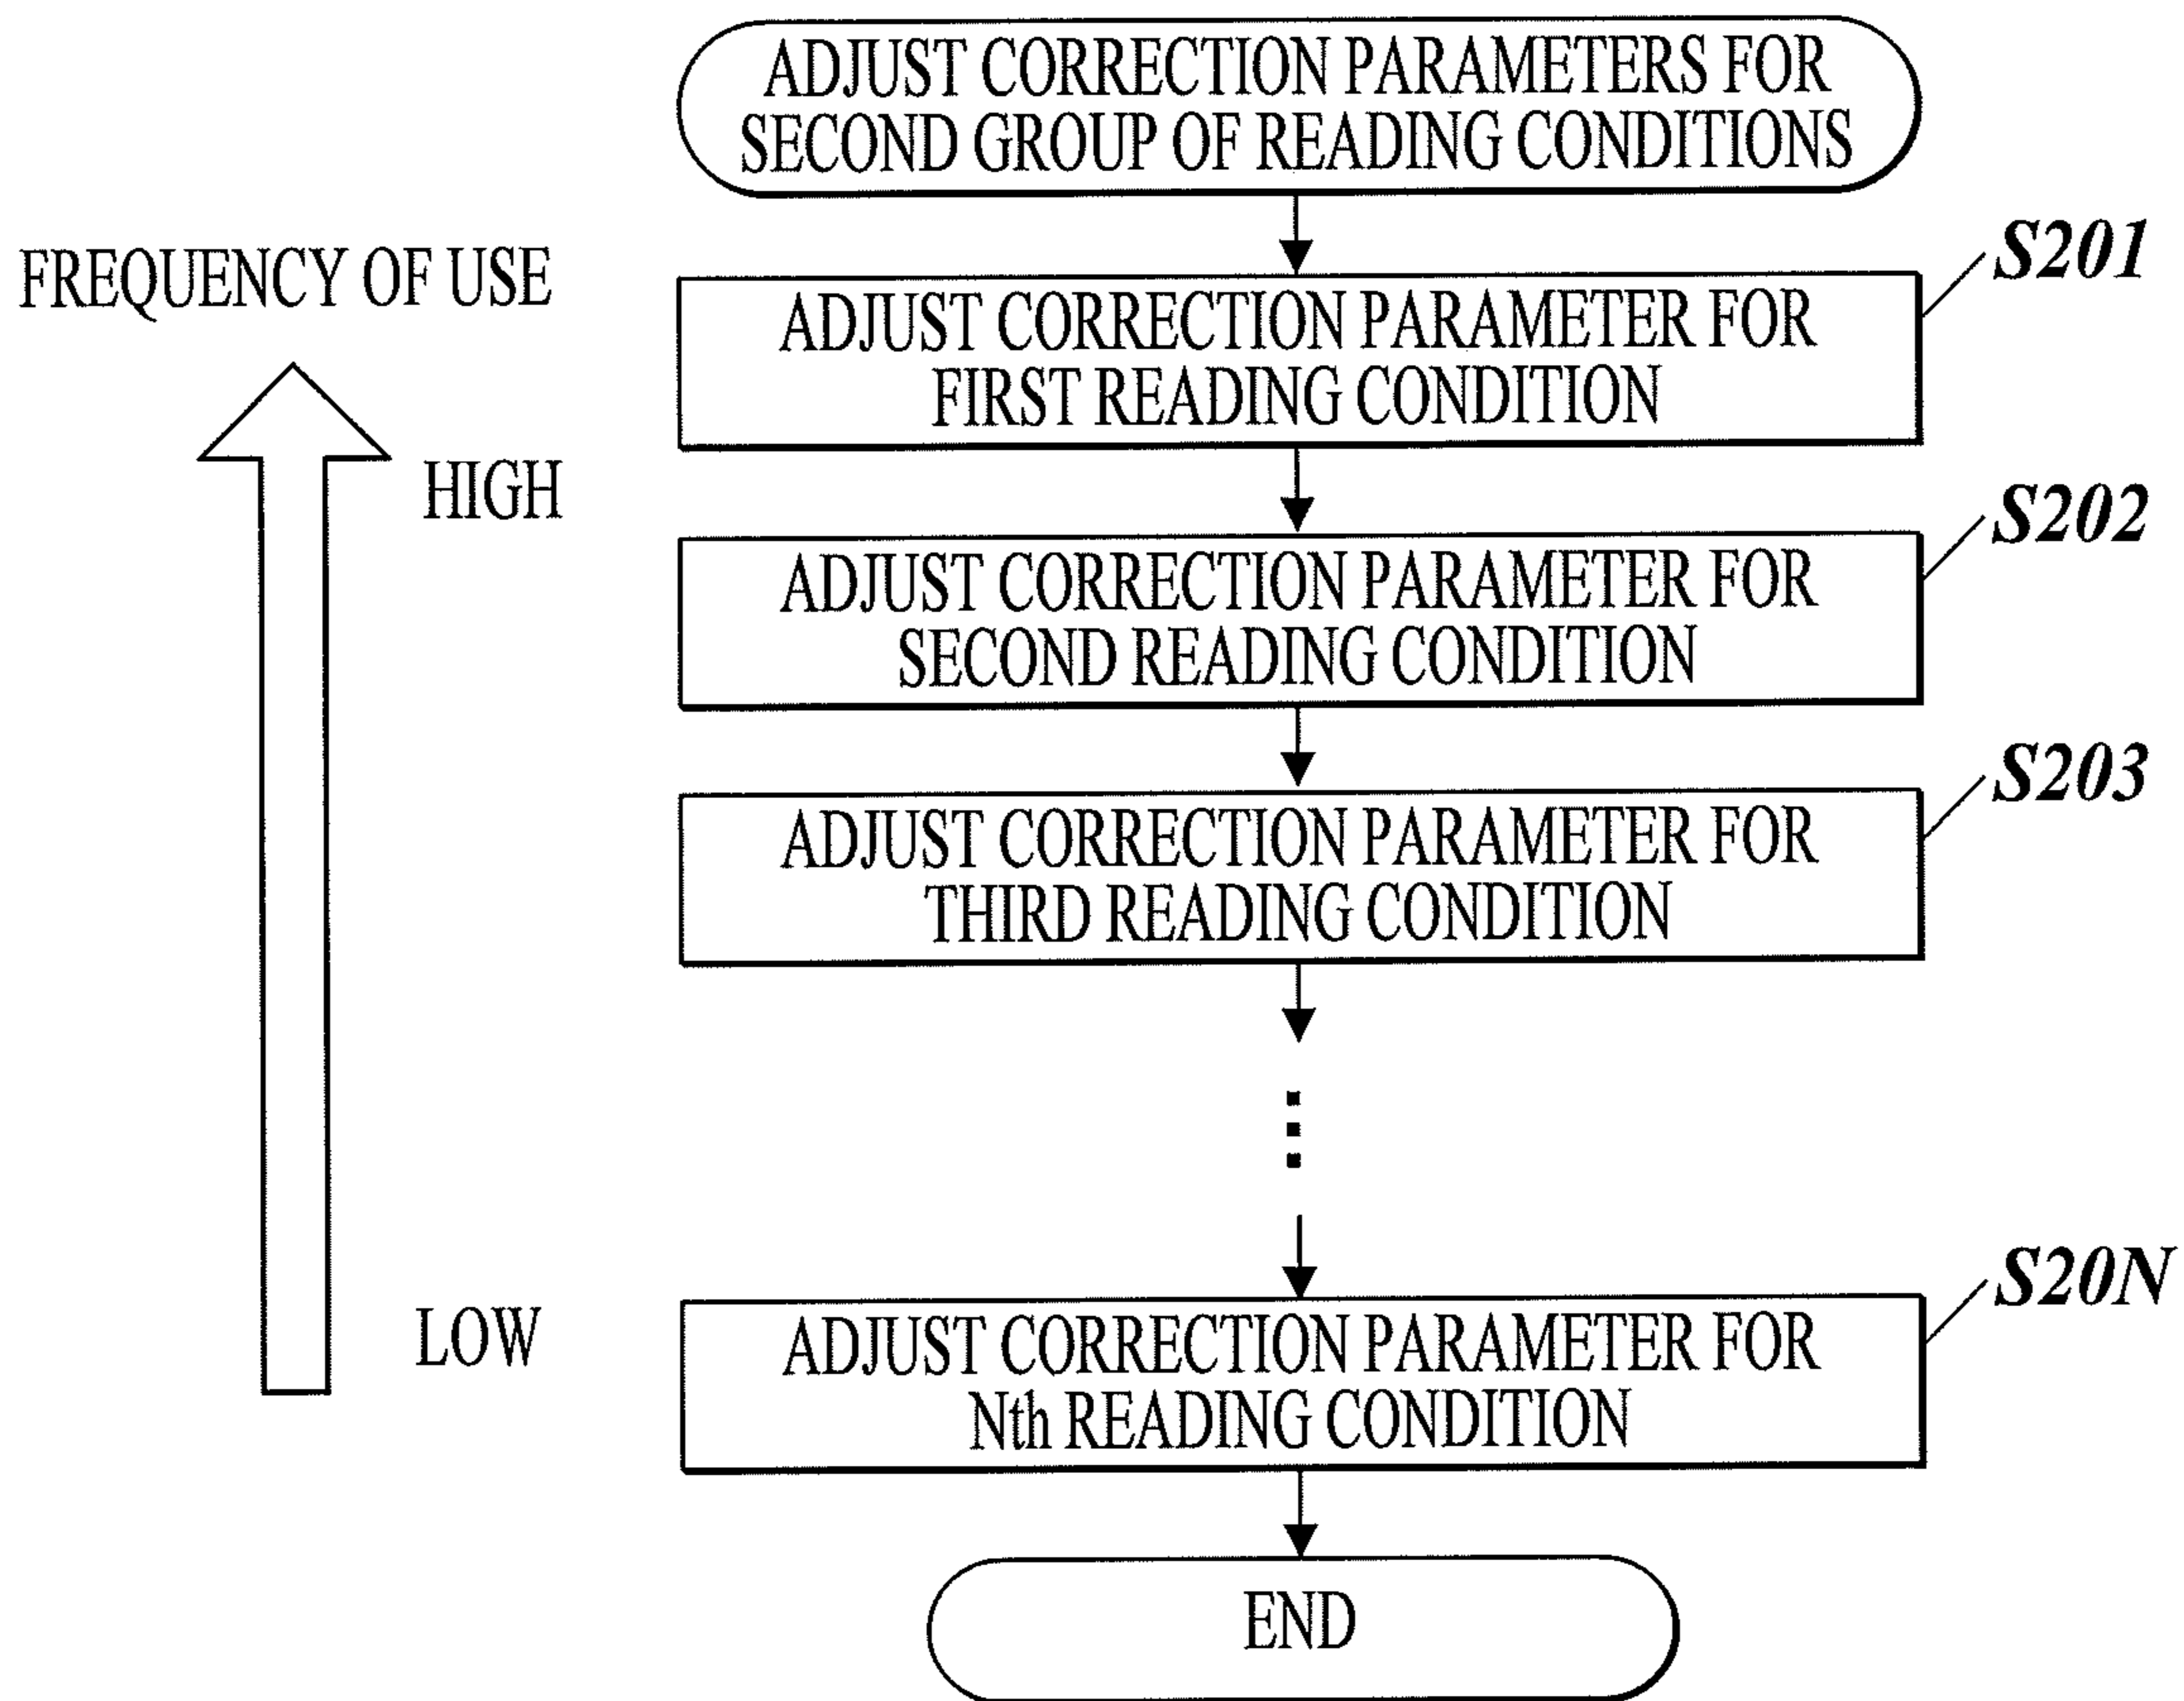 ADJUST CORRECTION PARAMETERS FOR
SECOND GROUP OF READING CONDITIONS
FREQUENCY OF USE
S201
ADJUST CORRECTION PARAMETER FOR
FIRST READING CONDITION
HIGH
S202
ADJUST CORRECTION PARAMETER FOR
SECOND READING CONDITION
S203
ADJUST CORRECTION PARAMETER FOR
THIRD READING CONDITION
S20N
LOW
ADJUST CORRECTION PARAMETER FOR
Nth READING CONDITION
END